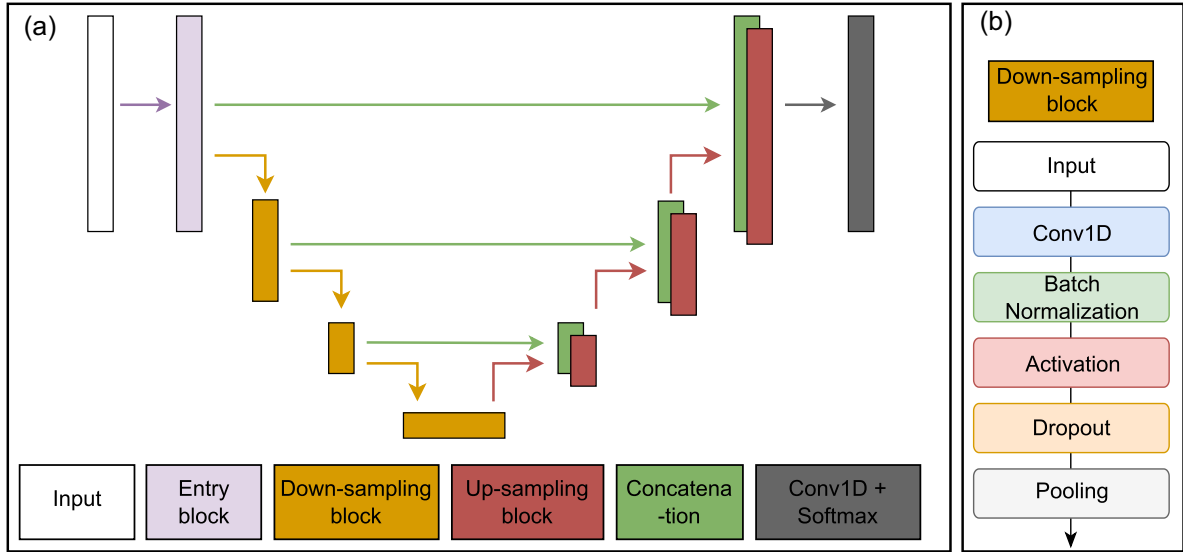 (a)
Input
Entry
block
Down-sampling
block
Up-sampling
block
Concatena
-tion
Conv1D +
Softmax
(b)
Down-sampling
block
Input
Conv1D
Batch
Normalization
Activation
Dropout
Pooling